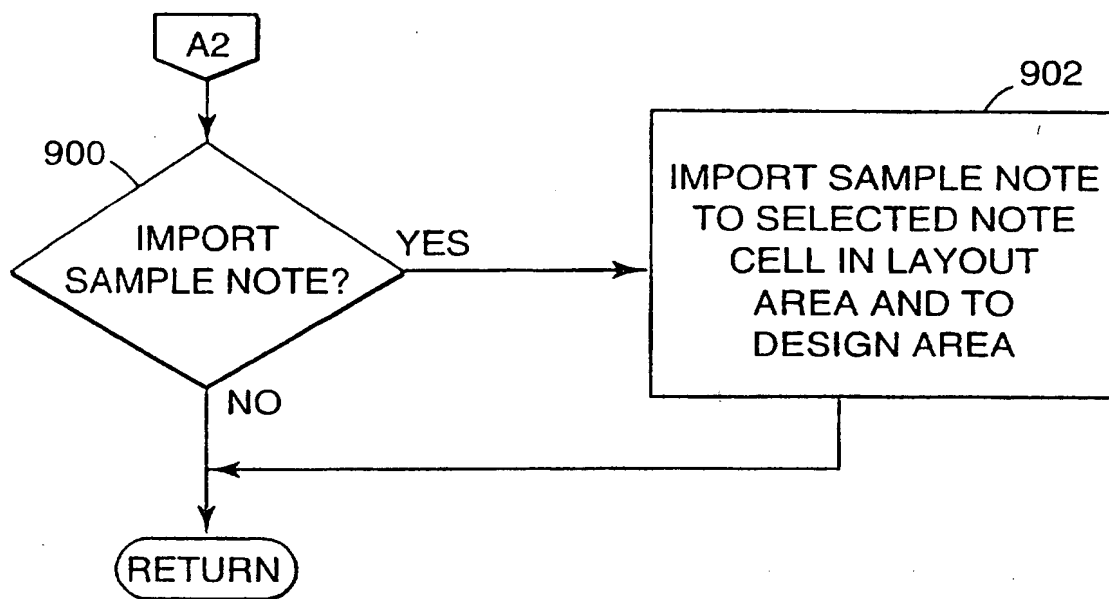 A2
902
900
IMPORT
SAMPLE NOTE?
YES
IMPORT SAMPLE NOTE
TO SELECTED NOTE
CELL IN LAYOUT
AREA AND TO
DESIGN AREA
NO
RETURN